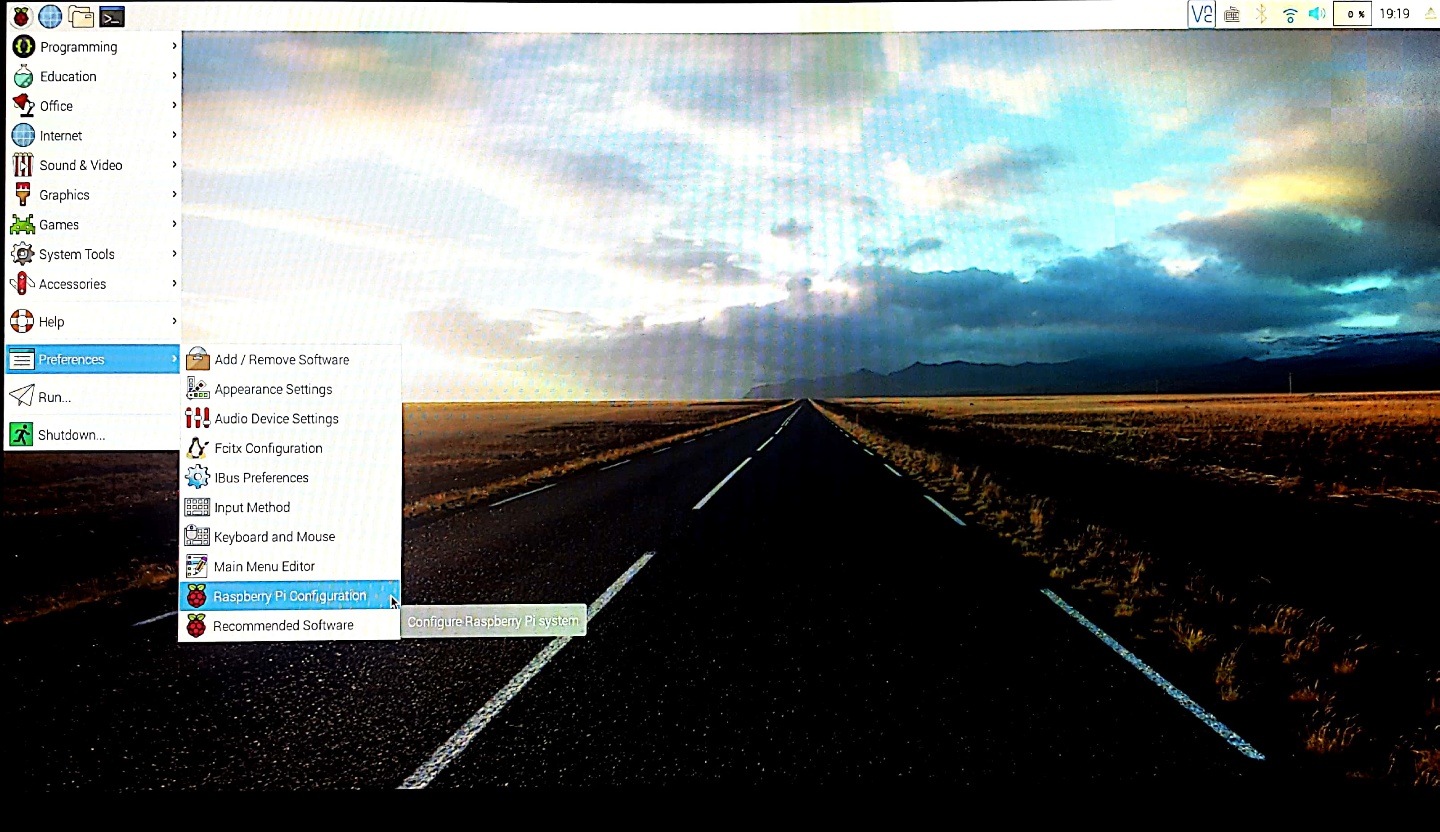 VC
0 %
19:19
Programming
Education
Office
Internet
Sound & Video
Graphics
Games
System Tools
Accessories
Help
Preferences
Run...
Shutdown...
Add / Remove Software
Appearance Settings
Audio Device Settings
Fcitx Configuration
IBus Preferences
Input Method
Keyboard and Mouse
Main Menu Editor
Raspberry Pi Configuration
Recommended Software
Configure Raspberry Pi system